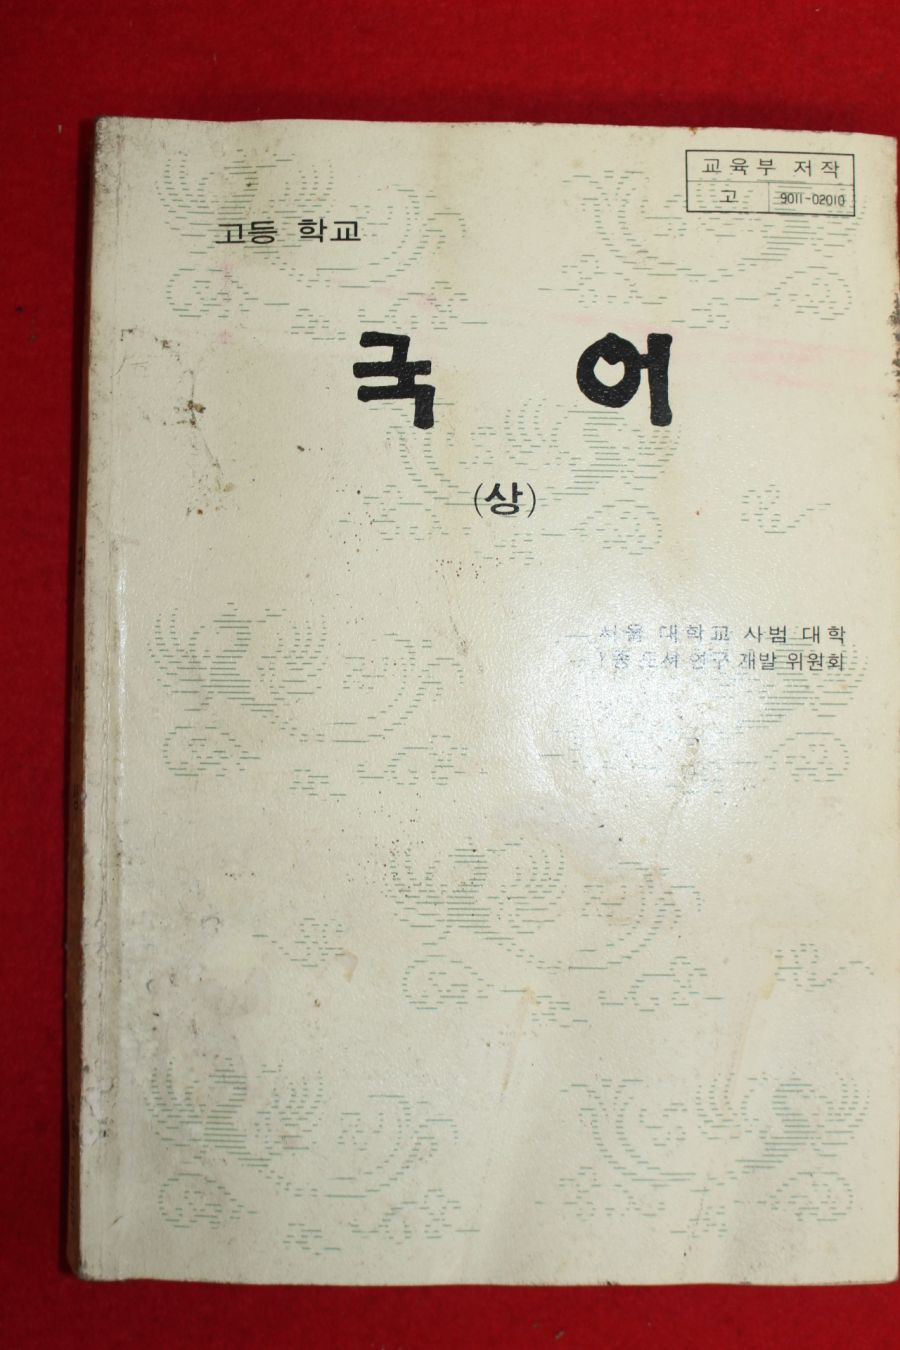 교육부 저작
고 9011-02010
고등 학교
국 어
(상)
서울 대학교 사범 대학
1종 도서 연구 개발 위원회